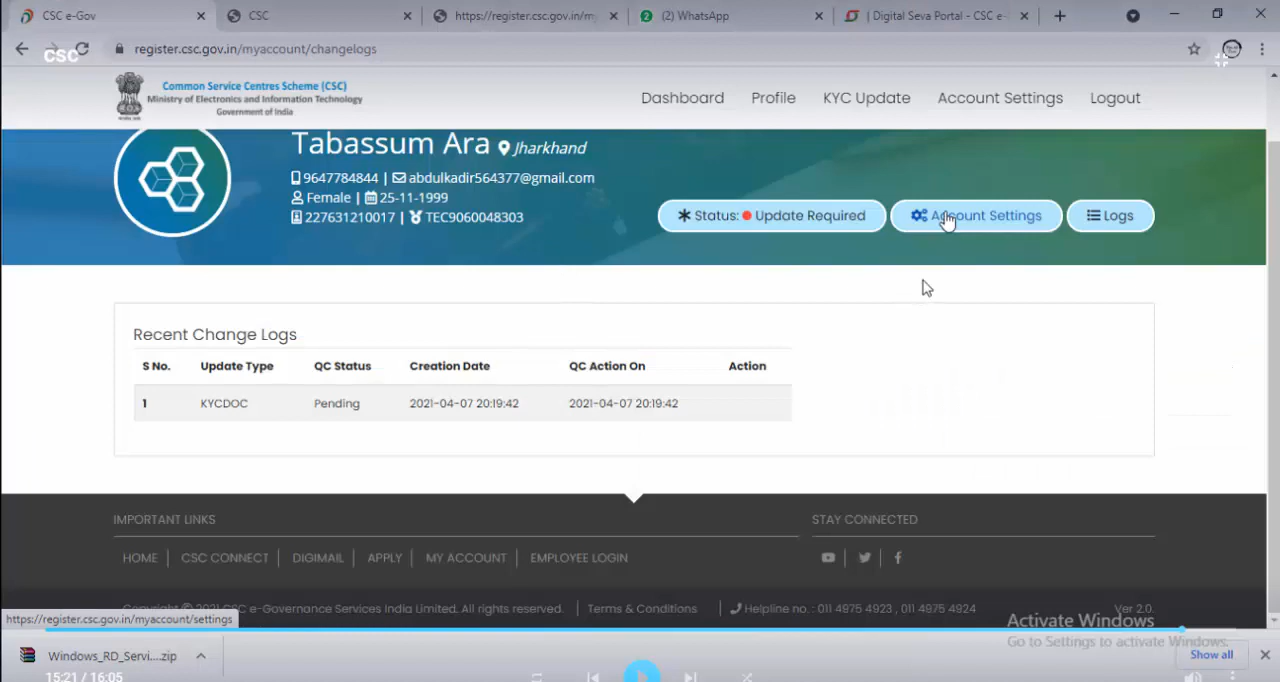 CSC e-Gov
CSC
https://register.csc.gov.in/my
(2) WhatsApp
| Digital Seva Portal - CSC e-
register.csc.gov.in/myaccount/changelogs
CSC
Common Service Centres Scheme (CSC)
Ministry of Electronics and Information Technology
Government of India
Dashboard Profile KYC Update Account Settings Logout
Tabassum Ara Jharkhand
9647784844 | abdulkadir564377@gmail.com
Female | 25-11-1999
227631210017 | TEC9060048303
Status: Update Required
Account Settings
Logs
Recent Change Logs
S No. Update Type QC Status Creation Date QC Action On Action
1 KYCDOC Pending 2021-04-07 20:19:42 2021-04-07 20:19:42
IMPORTANT LINKS
STAY CONNECTED
HOME | CSC CONNECT | DIGIMAIL | APPLY | MY ACCOUNT | EMPLOYEE LOGIN
Copyright © 2021 CSC e-Governance Services India Limited. All rights reserved. | Terms & Conditions | Helpline no. : 011 4975 4923 , 011 4975 4924
Ver 2.0.
https://register.csc.gov.in/myaccount/settings
Activate Windows
Go to Settings to activate Windows.
Windows_RD_Servi....zip
Show all
15:21 / 16:05